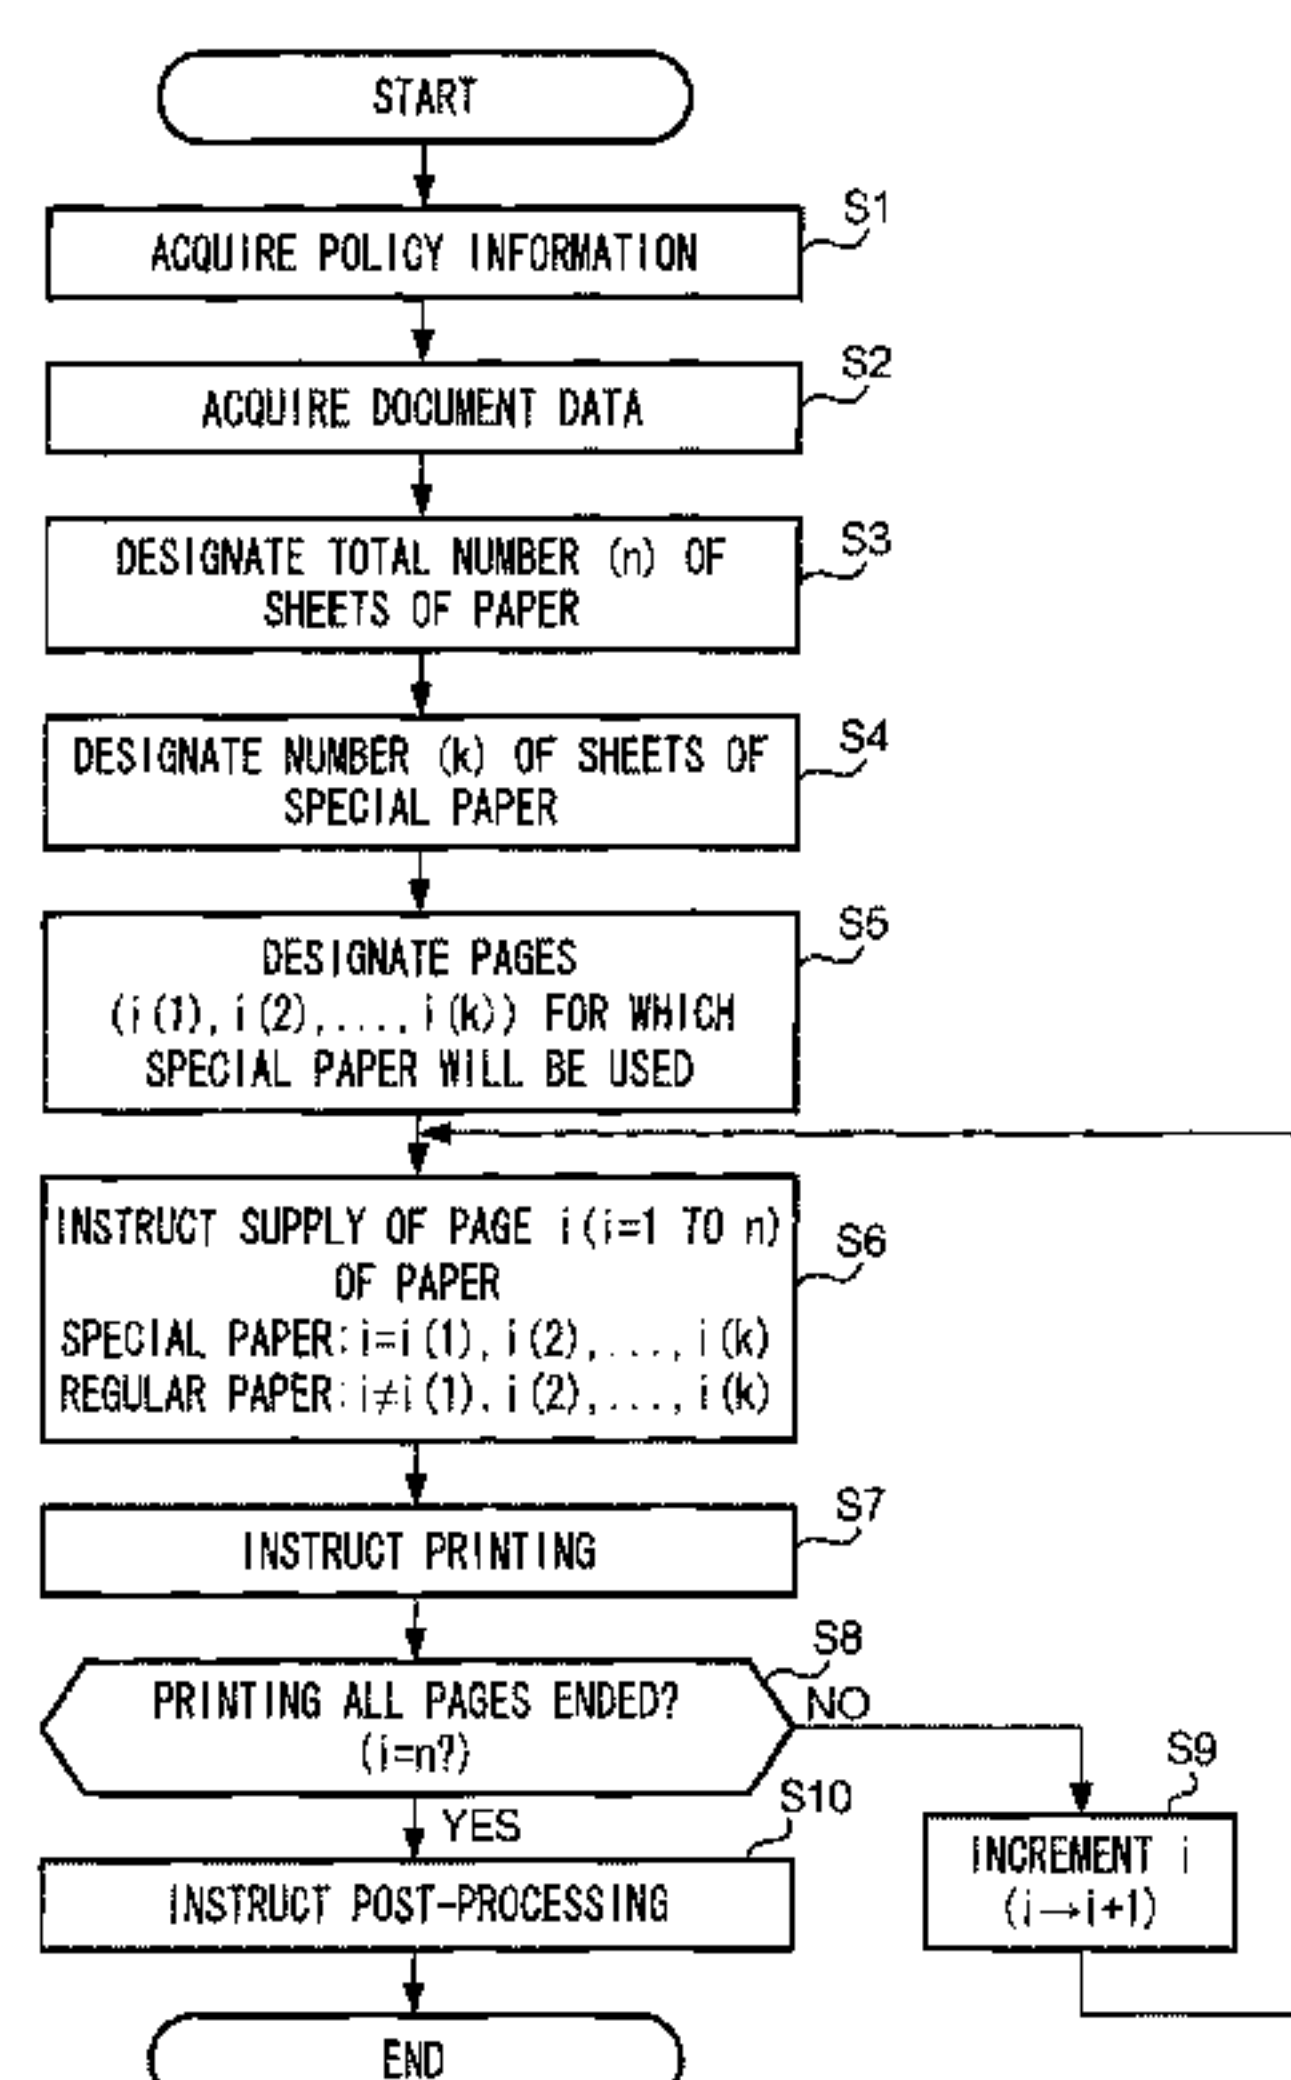 START
S1
ACQUIRE POLICY INFORMATION
S2
ACQUIRE DOCUMENT DATA
S3
DESIGNATE TOTAL NUMBER (n) OF
SHEETS OF PAPER
S4
DESIGNATE NUMBER (k) OF SHEETS OF
SPECIAL PAPER
S5
DESIGNATE PAGES
(i(1), i(2), ...., i(k)) FOR WHICH
SPECIAL PAPER WILL BE USED
S6
INSTRUCT SUPPLY OF PAGE i(i=1 TO n)
OF PAPER
SPECIAL PAPER:i=i(1), i(2), ..., i(k)
REGULAR PAPER:i≠i(1), i(2), ..., i(k)
S7
INSTRUCT PRINTING
S8
PRINTING ALL PAGES ENDED?
(i=n?)
NO
S9
INCREMENT i
(i→i+1)
YES
S10
INSTRUCT POST-PROCESSING
END